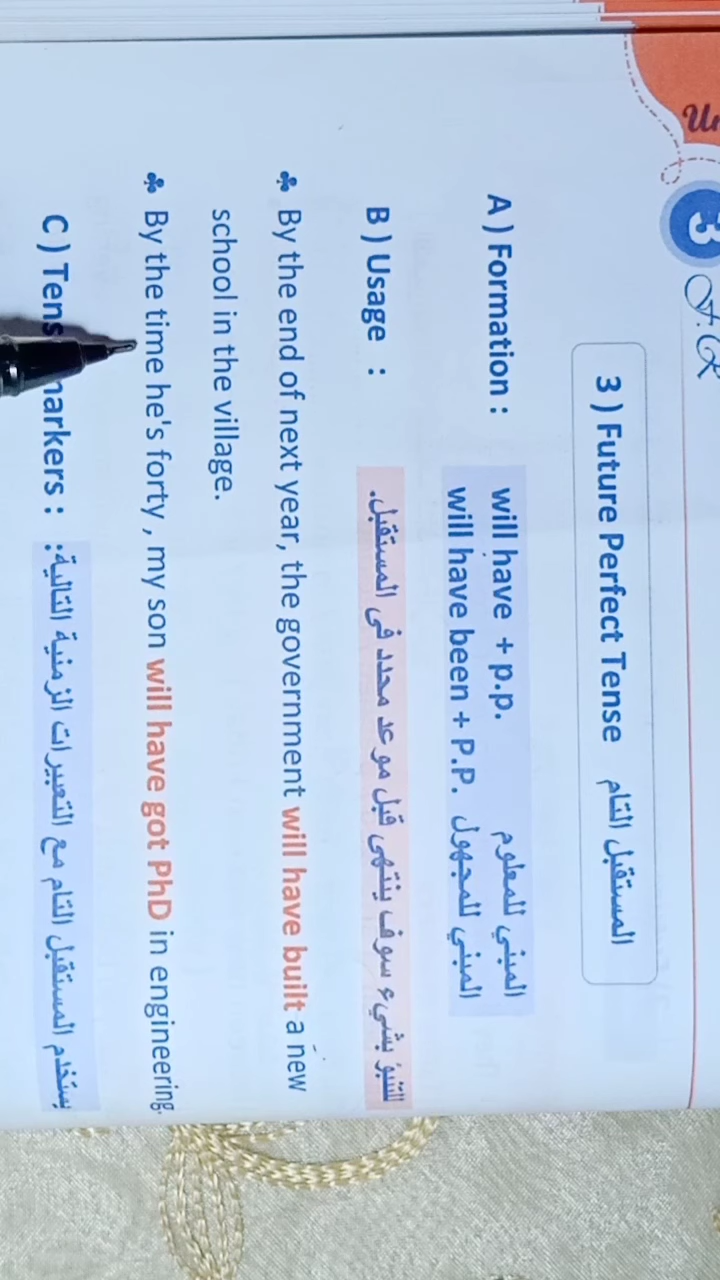 3
3 ) Future Perfect Tense المستقبل التام
A ) Formation : will have + p.p. المبني للمعلوم
will have been + P.P. المبني للمجهول
B ) Usage : للتنبؤ بشيء سوف ينتهى قبل موعد محدد فى المستقبل.
♣ By the end of next year, the government will have built a new
school in the village.
♣ By the time he's forty , my son will have got PhD in engineering.
C ) markers : يستخدم المستقبل التام مع التعبيرات الزمنية التالية: